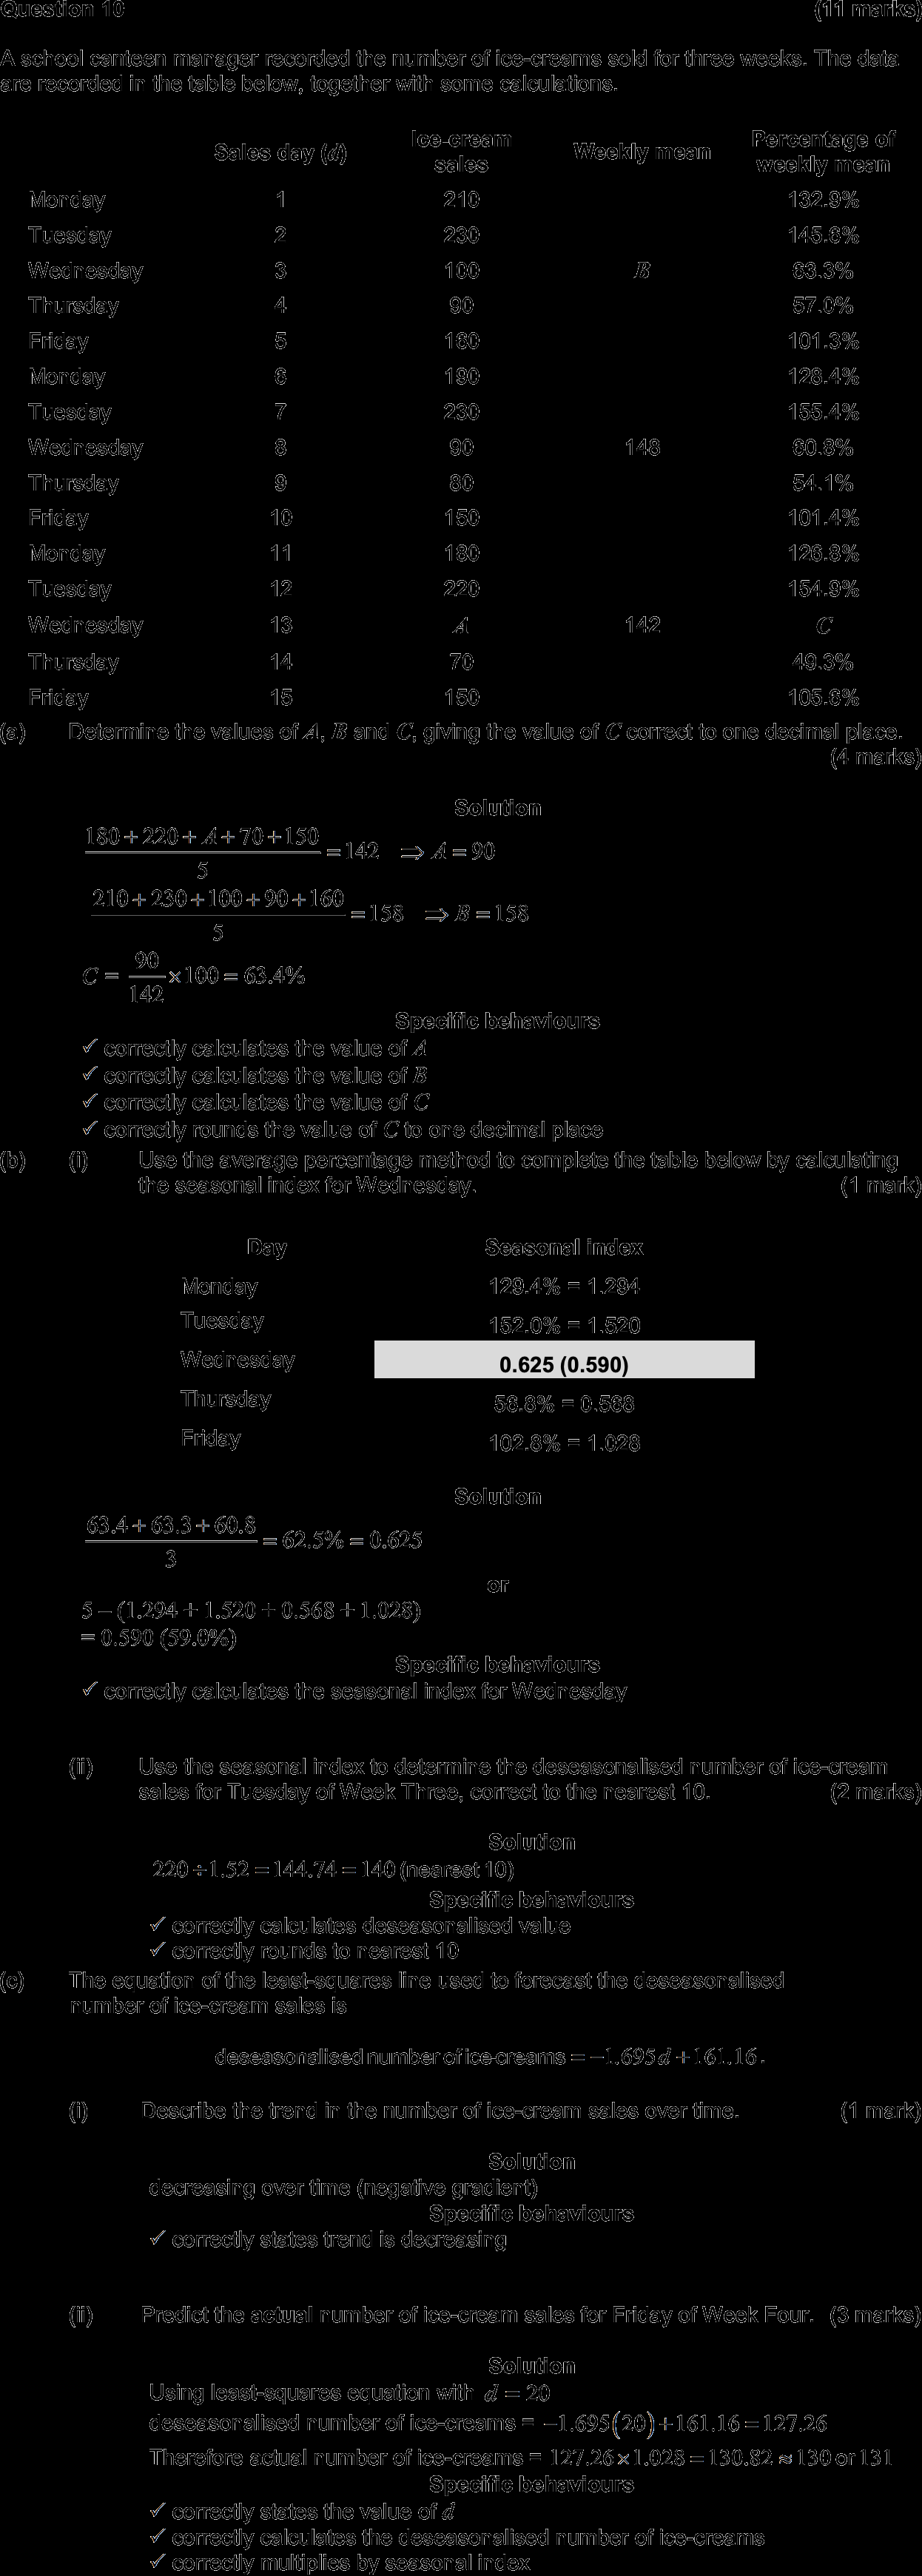 Question 10 (11 marks)
A school canteen manager recorded the number of ice-creams sold for three weeks. The data
are recorded in the table below, together with some calculations.
Sales day (d) Ice-cream sales Weekly mean Percentage of weekly mean
Monday 1 210 132.9%
Tuesday 2 230 145.6%
Wednesday 3 100 B 63.3%
Thursday 4 90 57.0%
Friday 5 160 101.3%
Monday 6 190 128.4%
Tuesday 7 230 155.4%
Wednesday 8 90 148 60.8%
Thursday 9 80 54.1%
Friday 10 150 101.4%
Monday 11 180 126.8%
Tuesday 12 220 154.9%
Wednesday 13 A 142 C
Thursday 14 70 49.3%
Friday 15 150 105.6%
(a) Determine the values of A, B and C, giving the value of C correct to one decimal place.
(4 marks)
Solution
(180 + 220 + A + 70 + 150)/5 = 142 ⇒ A = 90
(210 + 230 + 100 + 90 + 160)/5 = 158 ⇒ B = 158
C = 90/142 × 100 = 63.4%
Specific behaviours
✓ correctly calculates the value of A
✓ correctly calculates the value of B
✓ correctly calculates the value of C
✓ correctly rounds the value of C to one decimal place
(b) (i) Use the average percentage method to complete the table below by calculating
the seasonal index for Wednesday. (1 mark)
Day Seasonal index
Monday 129.4% = 1.294
Tuesday 152.0% = 1.520
Wednesday 0.625 (0.590)
Thursday 56.8% = 0.568
Friday 102.8% = 1.028
Solution
(63.4 + 63.3 + 60.8)/3 = 62.5% = 0.625
or
5 − (1.294 + 1.520 + 0.568 + 1.028)
= 0.590 (59.0%)
Specific behaviours
✓ correctly calculates the seasonal index for Wednesday
(ii) Use the seasonal index to determine the deseasonalised number of ice-cream
sales for Tuesday of Week Three, correct to the nearest 10. (2 marks)
Solution
220 ÷ 1.52 = 144.74 = 140 (nearest 10)
Specific behaviours
✓ correctly calculates deseasonalised value
✓ correctly rounds to nearest 10
(c) The equation of the least-squares line used to forecast the deseasonalised
number of ice-cream sales is
deseasonalised number of ice-creams = −1.695d + 161.16 .
(i) Describe the trend in the number of ice-cream sales over time. (1 mark)
Solution
decreasing over time (negative gradient)
Specific behaviours
✓ correctly states trend is decreasing
(ii) Predict the actual number of ice-cream sales for Friday of Week Four. (3 marks)
Solution
Using least-squares equation with d = 20
deseasonalised number of ice-creams = −1.695(20) + 161.16 = 127.26
Therefore actual number of ice-creams = 127.26 × 1.028 = 130.82 ≈ 130 or 131
Specific behaviours
✓ correctly states the value of d
✓ correctly calculates the deseasonalised number of ice-creams
✓ correctly multiplies by seasonal index